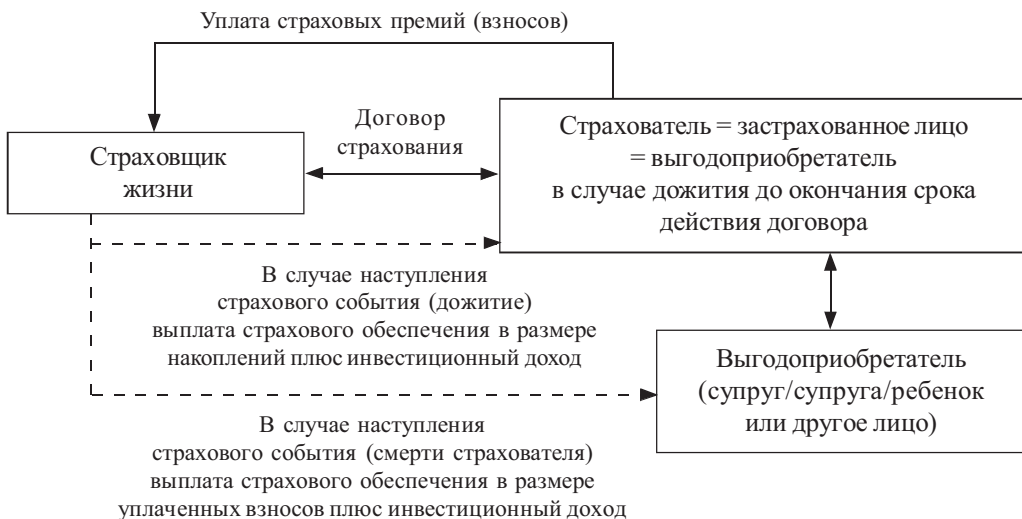 Уплата страховых премий (взносов)
Договор
страхования
Страховщик
жизни
Страхователь = застрахованное лицо
= выгодоприобретатель
в случае дожития до окончания срока
действия договора
В случае наступления
страхового события (дожитие)
выплата страхового обеспечения в размере
накоплений плюс инвестиционный доход
Выгодоприобретатель
(супруг/супруга/ребенок
или другое лицо)
В случае наступления
страхового события (смерти страхователя)
выплата страхового обеспечения в размере
уплаченных взносов плюс инвестиционный доход